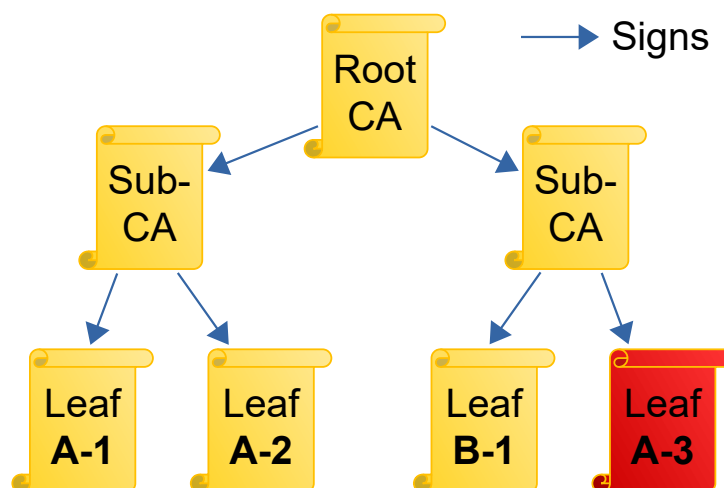 Signs
Root
CA
Sub-
CA
Sub-
CA
Leaf
A-1
Leaf
A-2
Leaf
B-1
Leaf
A-3